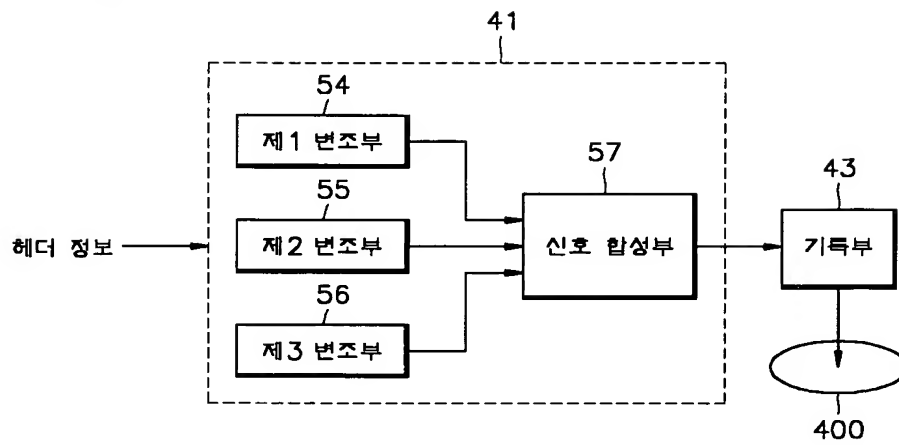 41
54
제1 변조부
57
43
55
헤더 정보
제2 변조부
신호 합성부
기록부
56
제3 변조부
400